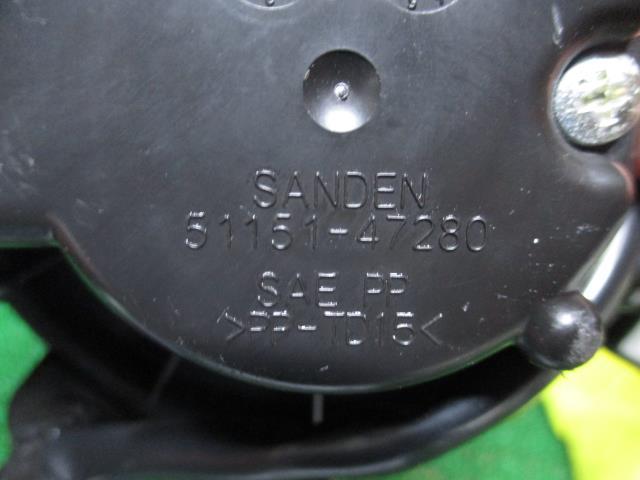 SANDEN
51151-47280
SAE PP
>PP-TD15<